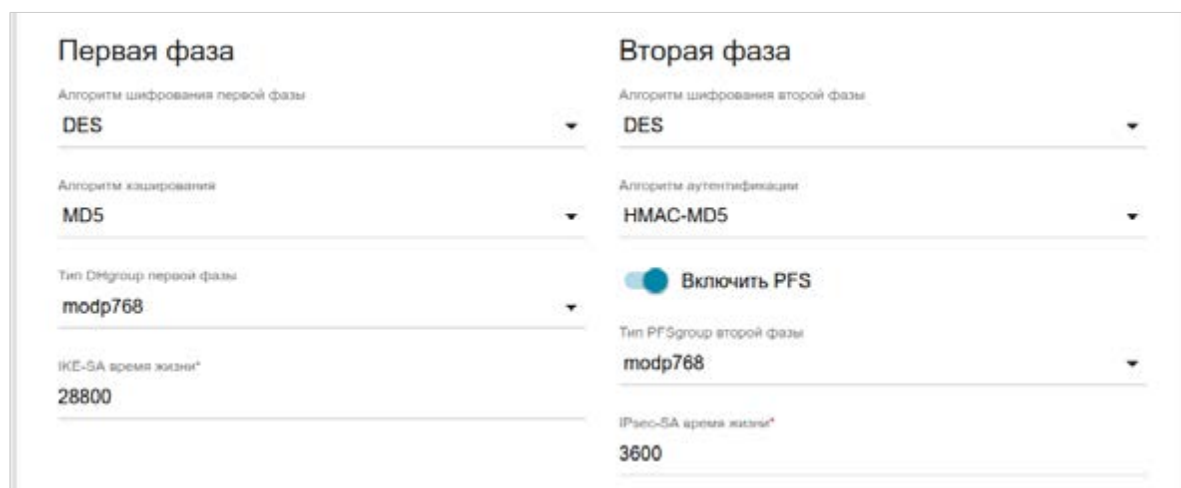 Первая фаза
Алгоритм шифрования первой фазы
DES
Алгоритм хэширования
MD5
Тип DHgroup первой фазы
modp768
IKE-SA время жизни*
28800
Вторая фаза
Алгоритм шифрования второй фазы
DES
Алгоритм аутентификации
HMAC-MD5
Включить PFS
Тип PFSgroup второй фазы
modp768
IPsec-SA время жизни*
3600